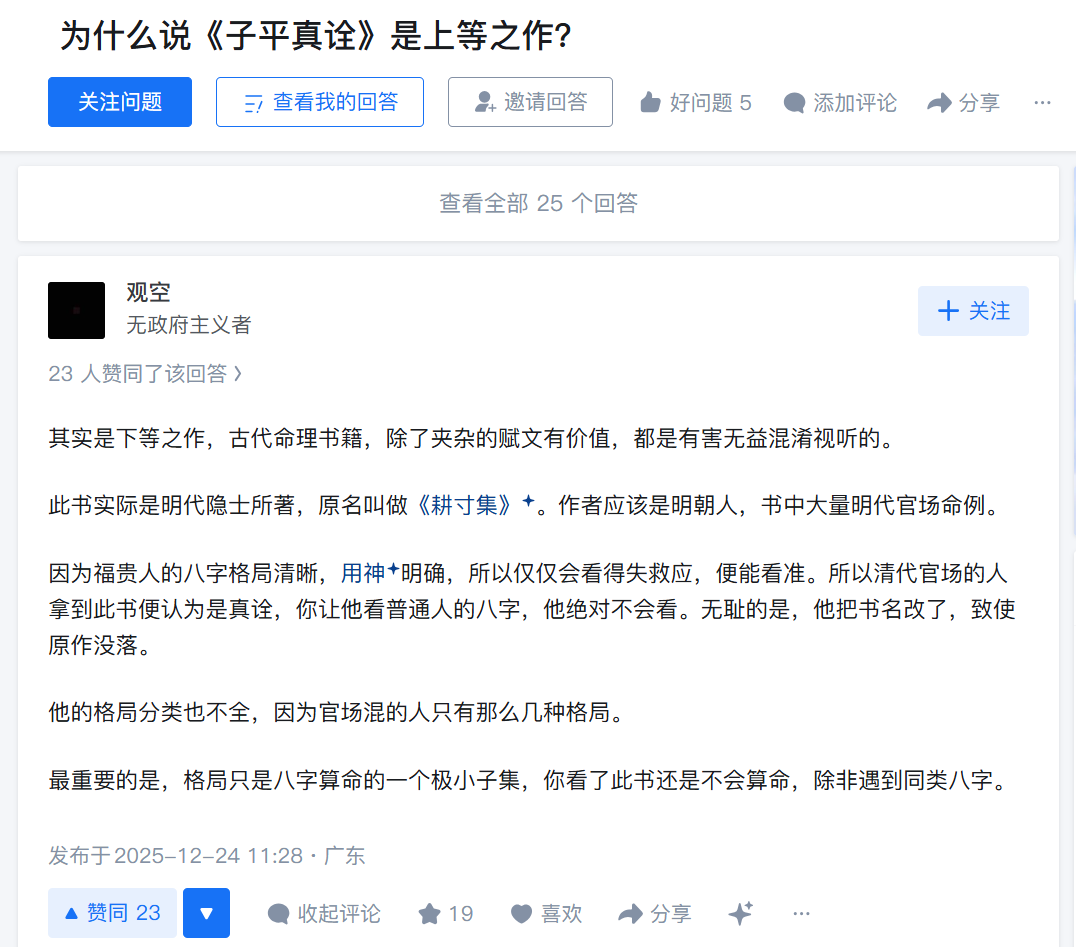 为什么说《子平真诠》是上等之作?
关注问题
查看我的回答
邀请回答
好问题 5
添加评论
分享
查看全部 25 个回答
观空
无政府主义者
关注
23 人赞同了该回答
其实是下等之作，古代命理书籍，除了夹杂的赋文有价值，都是有害无益混淆视听的。
此书实际是明代隐士所著，原名叫做《耕寸集》。作者应该是明朝人，书中大量明代官场命例。
因为福贵人的八字格局清晰，用神明确，所以仅仅会看得失救应，便能看准。所以清代官场的人
拿到此书便认为是真诠，你让他看普通人的八字，他绝对不会看。无耻的是，他把书名改了，致使
原作没落。
他的格局分类也不全，因为官场混的人只有那么几种格局。
最重要的是，格局只是八字算命的一个极小子集，你看了此书还是不会算命，除非遇到同类八字。
发布于2025-12-24 11:28 · 广东
赞同 23
收起评论
19
喜欢
分享